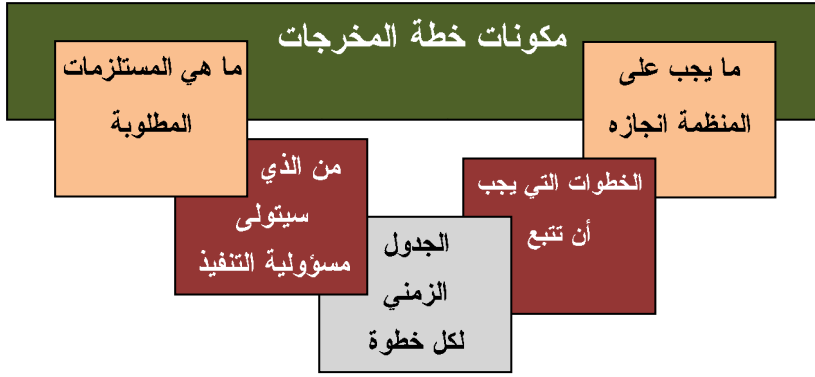 مكونات خطة المخرجات
ما يجب على
المنظمة انجازه
الخطوات التي يجب
أن تتبع
الجدول
الزمني
لكل خطوة
من الذي
سيتولى
مسؤولية التنفيذ
ما هي المستلزمات
المطلوبة